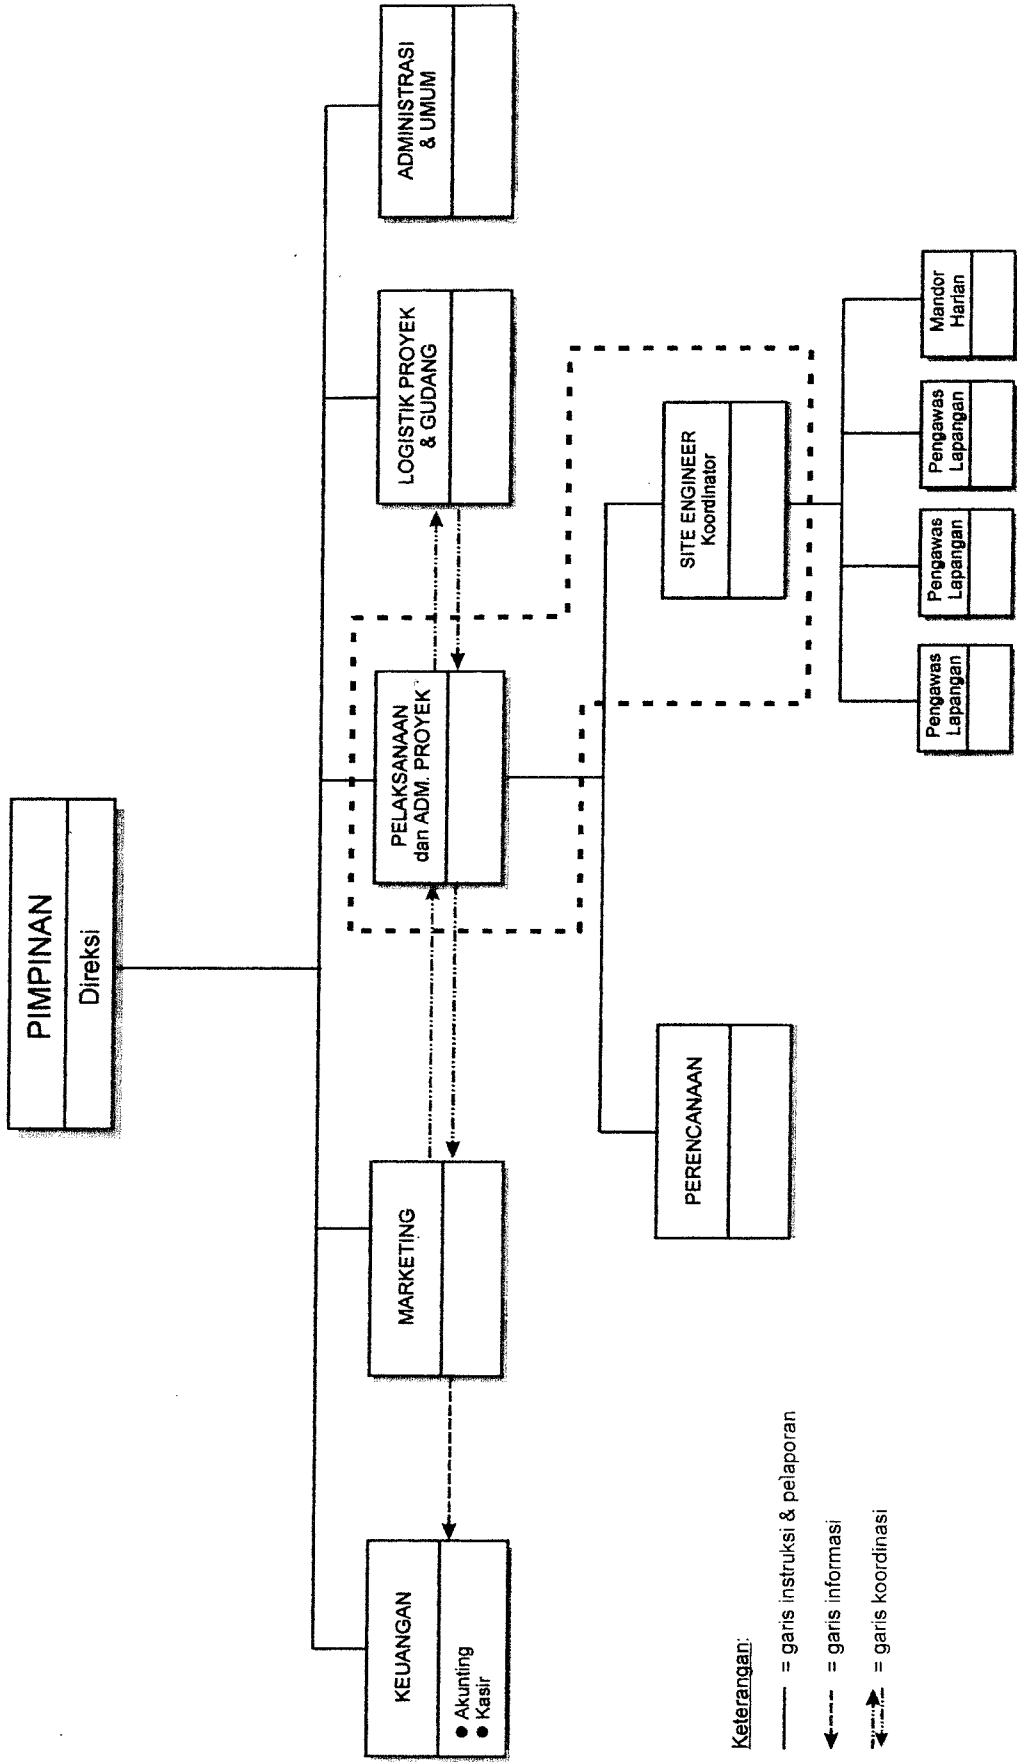 PIMPINAN
Direksi
KEUANGAN
● Akunting
● Kasir
MARKETING
PELAKSANAAN
dan ADM. PROYEK
LOGISTIK PROYEK
& GUDANG
ADMINISTRASI
& UMUM
PERENCANAAN
SITE ENGINEER
Koordinator
Pengawas
Lapangan
Pengawas
Lapangan
Pengawas
Lapangan
Mandor
Harian
Keterangan:
= garis instruksi & pelaporan
= garis informasi
= garis koordinasi